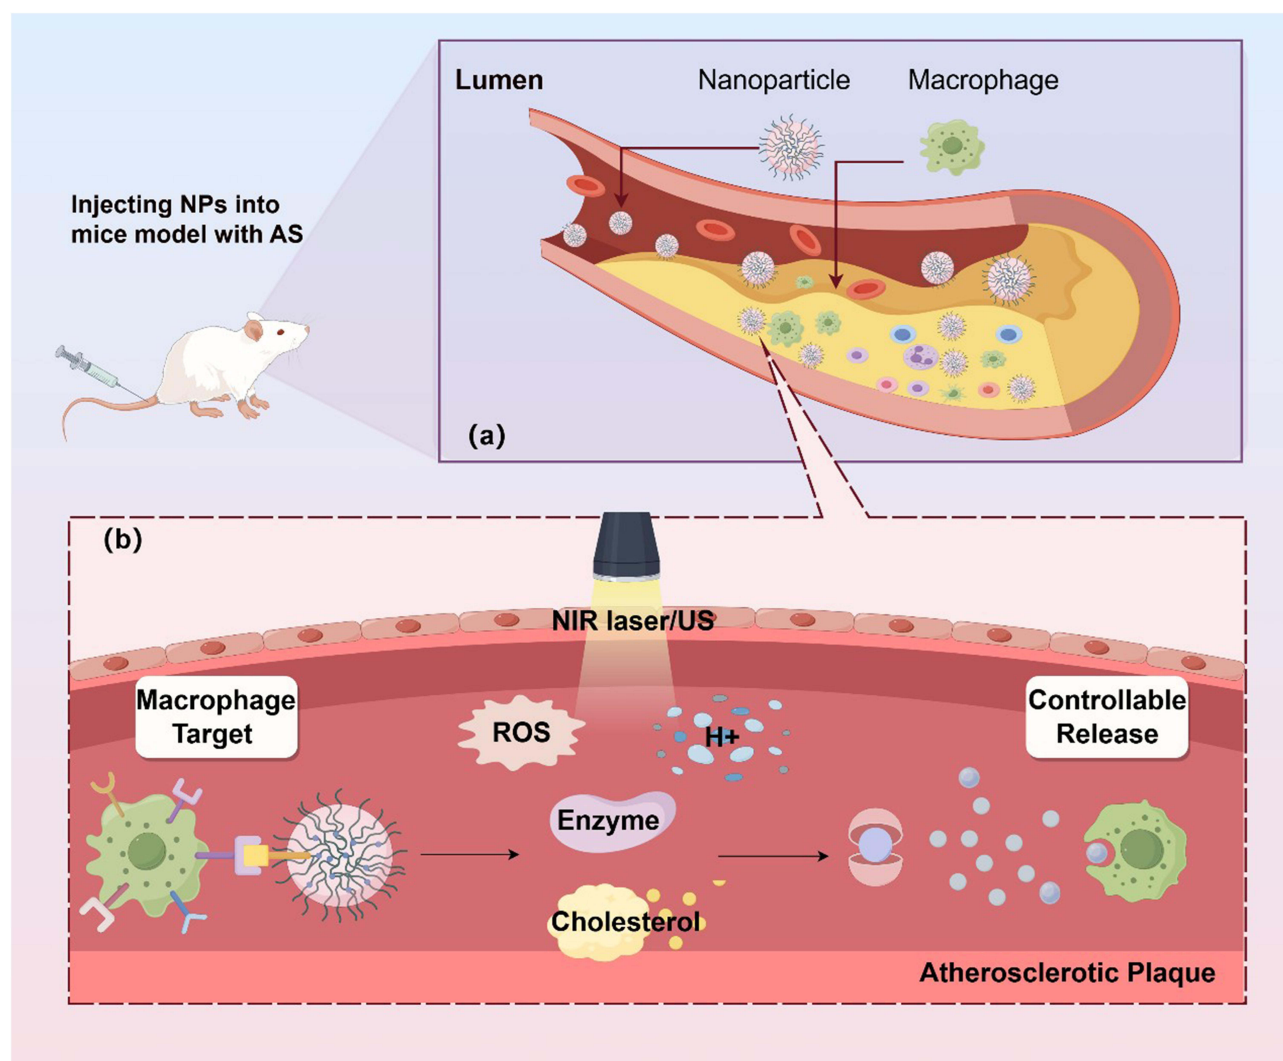 Lumen
Nanoparticle
Macrophage
Injecting NPs into
mice model with AS
(a)
(b)
NIR laser/US
Macrophage
Target
ROS
H+
Controllable
Release
Enzyme
Cholesterol
Atherosclerotic Plaque